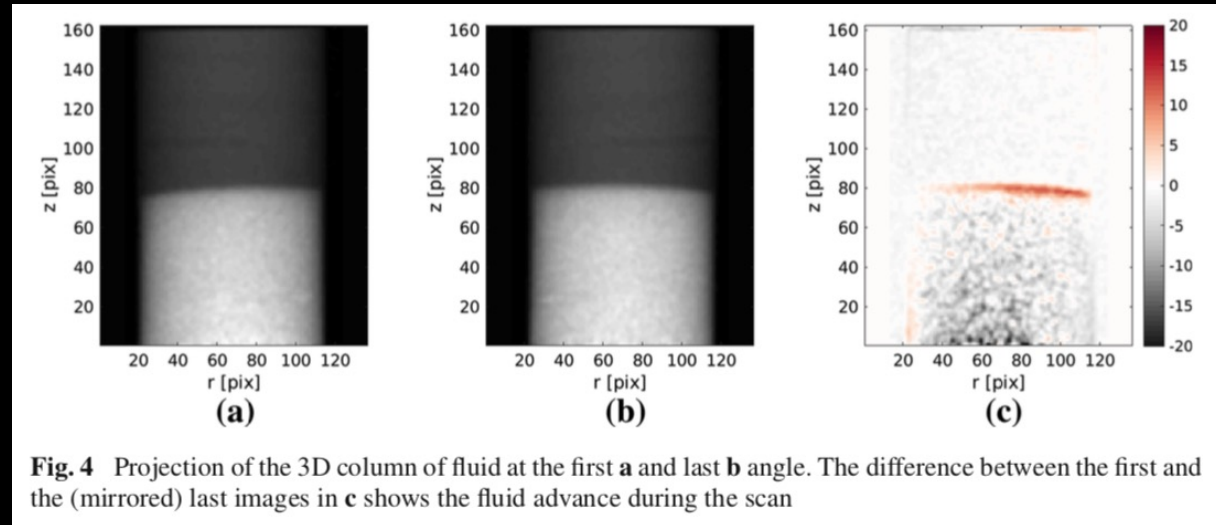 160
140
120
100
80
60
40
20
z [pix]
20 40 60 80 100 120
r [pix]
(a)
160
140
120
100
80
60
40
20
z [pix]
20 40 60 80 100 120
r [pix]
(b)
160
140
120
100
80
60
40
20
z [pix]
20 40 60 80 100 120
r [pix]
(c)
20
15
10
5
0
-5
-10
-15
-20
Fig. 4 Projection of the 3D column of fluid at the first a and last b angle. The difference between the first and
the (mirrored) last images in c shows the fluid advance during the scan